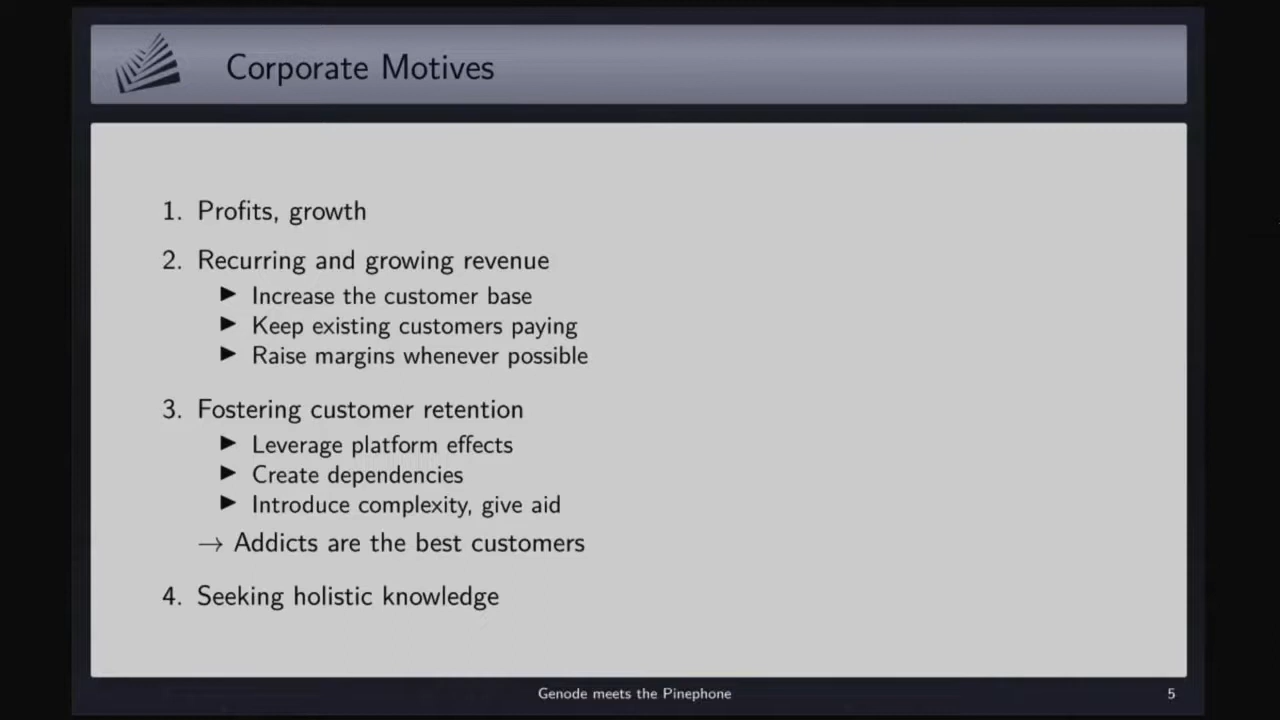 Corporate Motives
1. Profits, growth
2. Recurring and growing revenue
▶ Increase the customer base
▶ Keep existing customers paying
▶ Raise margins whenever possible
3. Fostering customer retention
▶ Leverage platform effects
▶ Create dependencies
▶ Introduce complexity, give aid
→ Addicts are the best customers
4. Seeking holistic knowledge
Genode meets the Pinephone 5